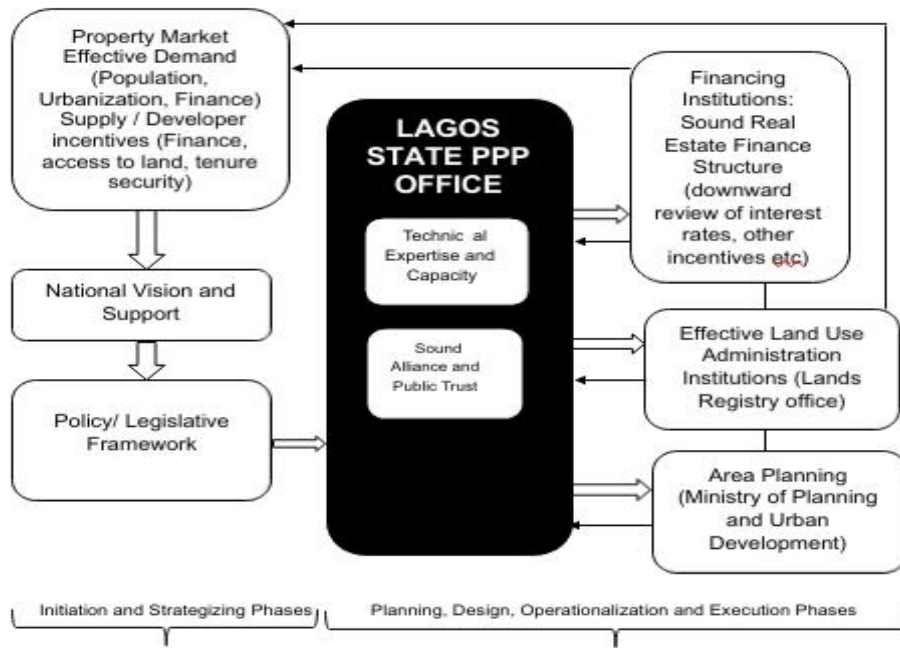 Property Market
Effective Demand
(Population,
Urbanization, Finance)
Supply / Developer
incentives (Finance,
access to land, tenure
security)
National Vision and
Support
Policy/ Legislative
Framework
LAGOS
STATE PPP
OFFICE
Technic al
Expertise and
Capacity
Sound
Alliance and
Public Trust
Financing
Institutions:
Sound Real
Estate Finance
Structure
(downward
review of interest
rates, other
incentives etc)
Effective Land Use
Administration
Institutions (Lands
Registry office)
Area Planning
(Ministry of Planning
and Urban
Development)
Initiation and Strategizing Phases
Planning, Design, Operationalization and Execution Phases